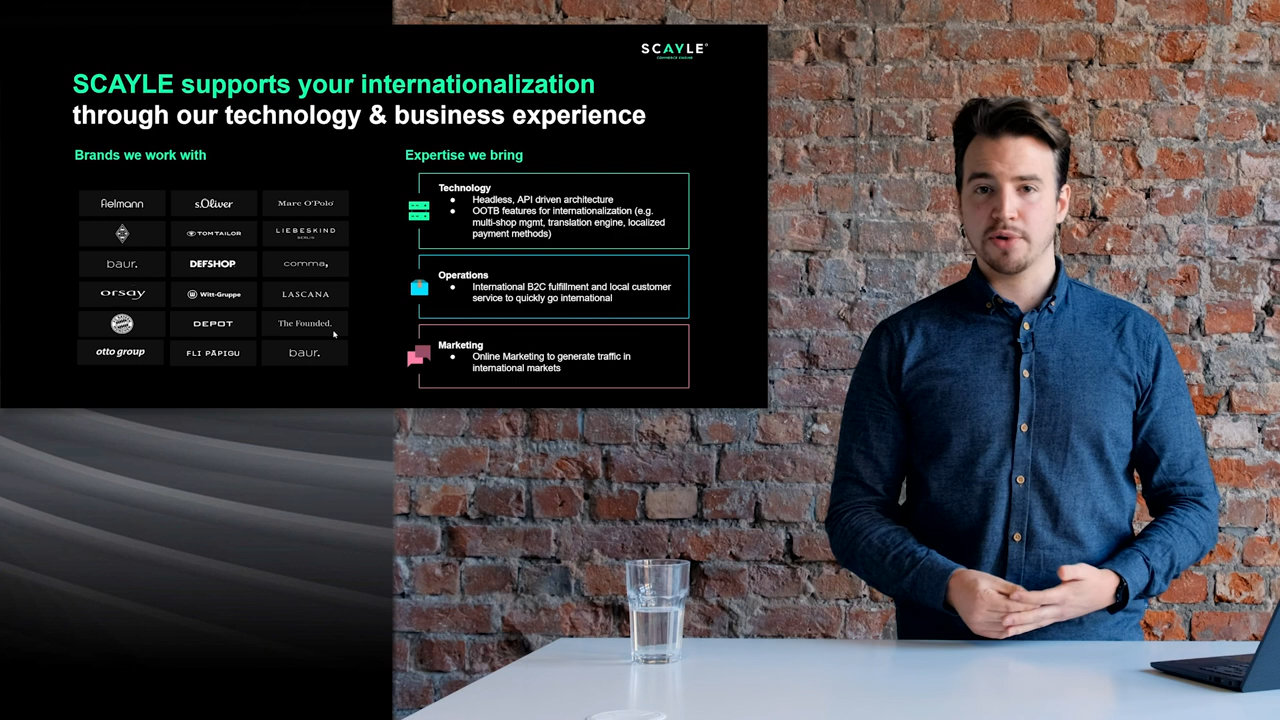 SCAYLE
COMMERCE ENGINE
SCAYLE supports your internationalization
through our technology & business experience
Brands we work with
fielmann
s.Oliver
Marc O'Polo
TOM TAILOR
LIEBESKIND
BERLIN
baur.
DEFSHOP
comma,
orsay
Witt-Gruppe
LASCANA
DEPOT
The Founded.
otto group
FLI PĀPIGU
baur.
Expertise we bring
Technology
● Headless, API driven architecture
● OOTB features for internationalization (e.g.
multi-shop mgmt, translation engine, localized
payment methods)
Operations
● International B2C fulfillment and local customer
service to quickly go international
Marketing
● Online Marketing to generate traffic in
international markets